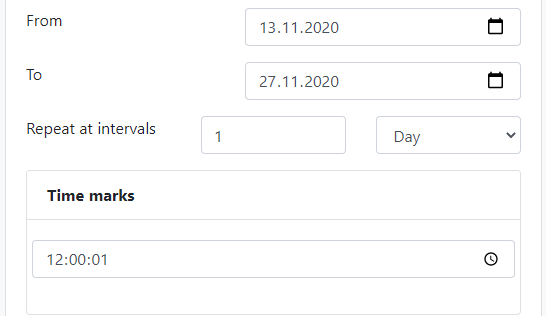 From 13.11.2020
To 27.11.2020
Repeat at intervals 1 Day
Time marks
12:00:01